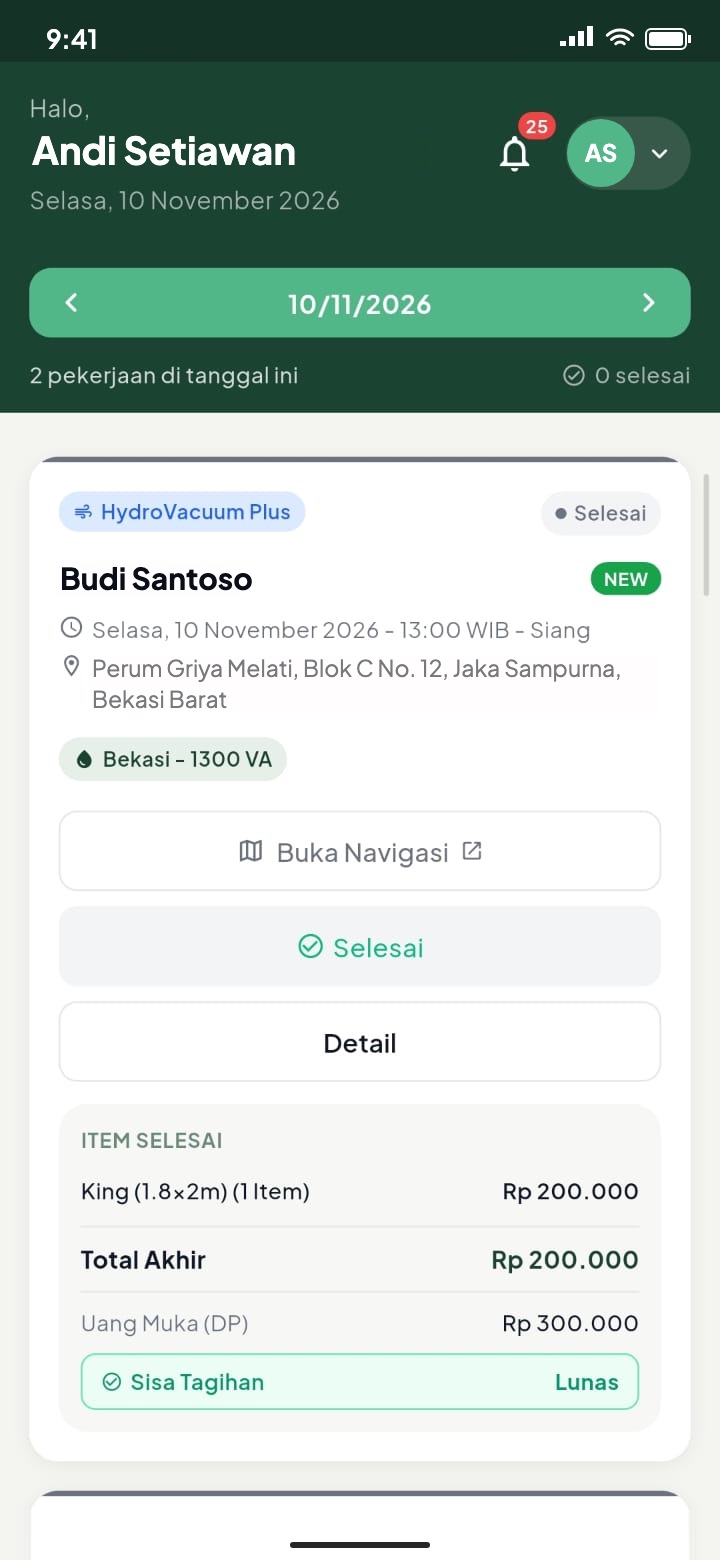 9:41
Halo,
Andi Setiawan
25
AS
Selasa, 10 November 2026
10/11/2026
2 pekerjaan di tanggal ini
0 selesai
HydroVacuum Plus
Selesai
Budi Santoso
NEW
Selasa, 10 November 2026 - 13:00 WIB - Siang
Perum Griya Melati, Blok C No. 12, Jaka Sampurna,
Bekasi Barat
Bekasi - 1300 VA
Buka Navigasi
Selesai
Detail
ITEM SELESAI
King (1.8×2m) (1 Item) Rp 200.000
Total Akhir Rp 200.000
Uang Muka (DP) Rp 300.000
Sisa Tagihan Lunas